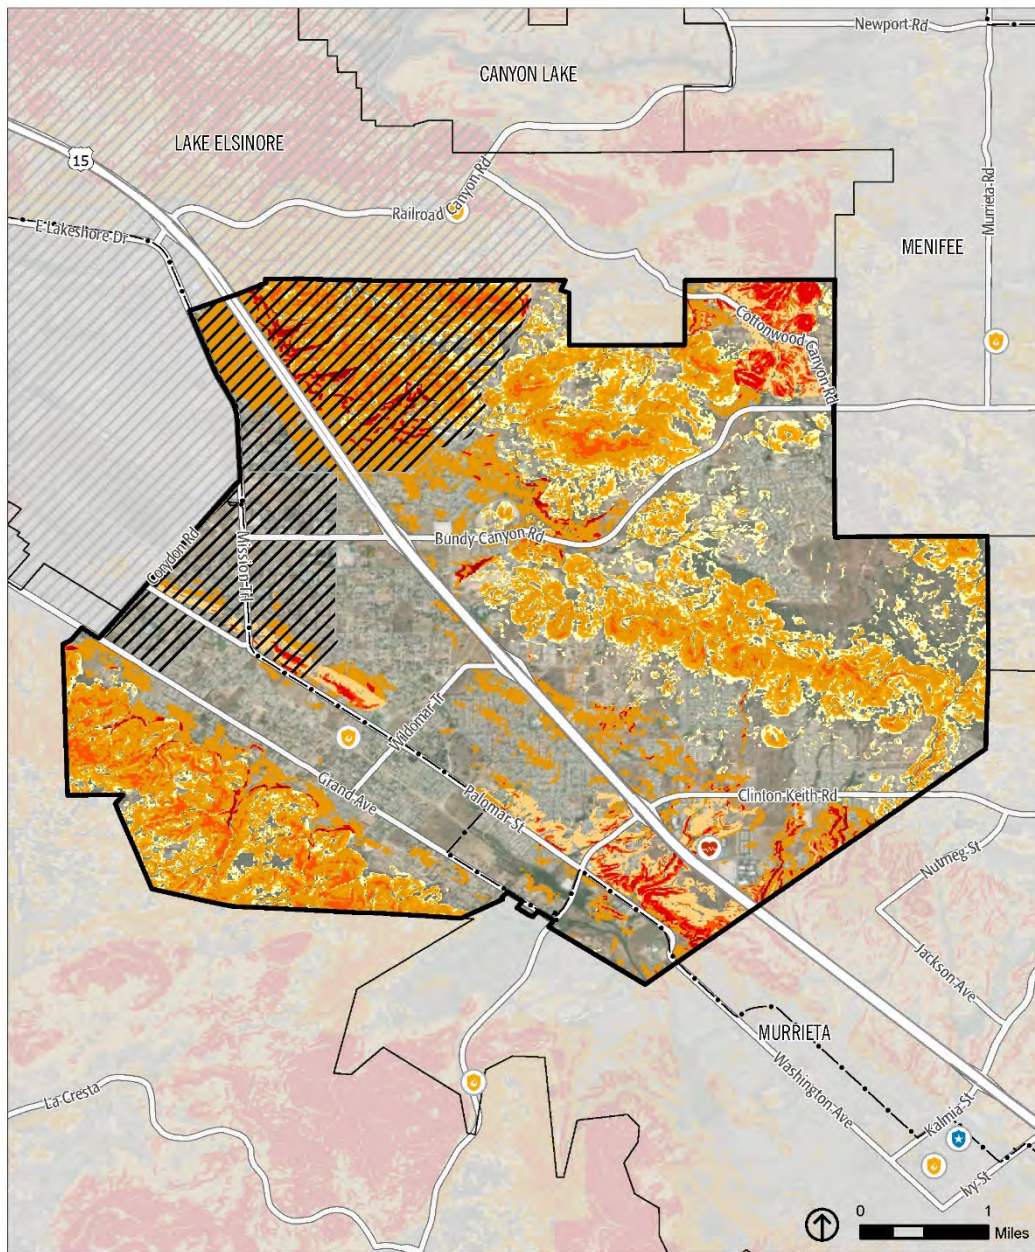 Newport Rd
CANYON LAKE
LAKE ELSINORE
15
Railroad Canyon Rd
Murrieta Rd
E Lakeshore Dr
MENIFEE
Cottonwood Canyon Rd
Corydon Rd
Mission Trl
Bundy Canyon Rd
Wildomar Tr
Grand Ave
Palomar St
Clinton Keith Rd
Nutmeg St
Jackson Ave
MURRIETA
La Cresta
Washington Ave
Kalmia St
Ivy St
0 1
Miles